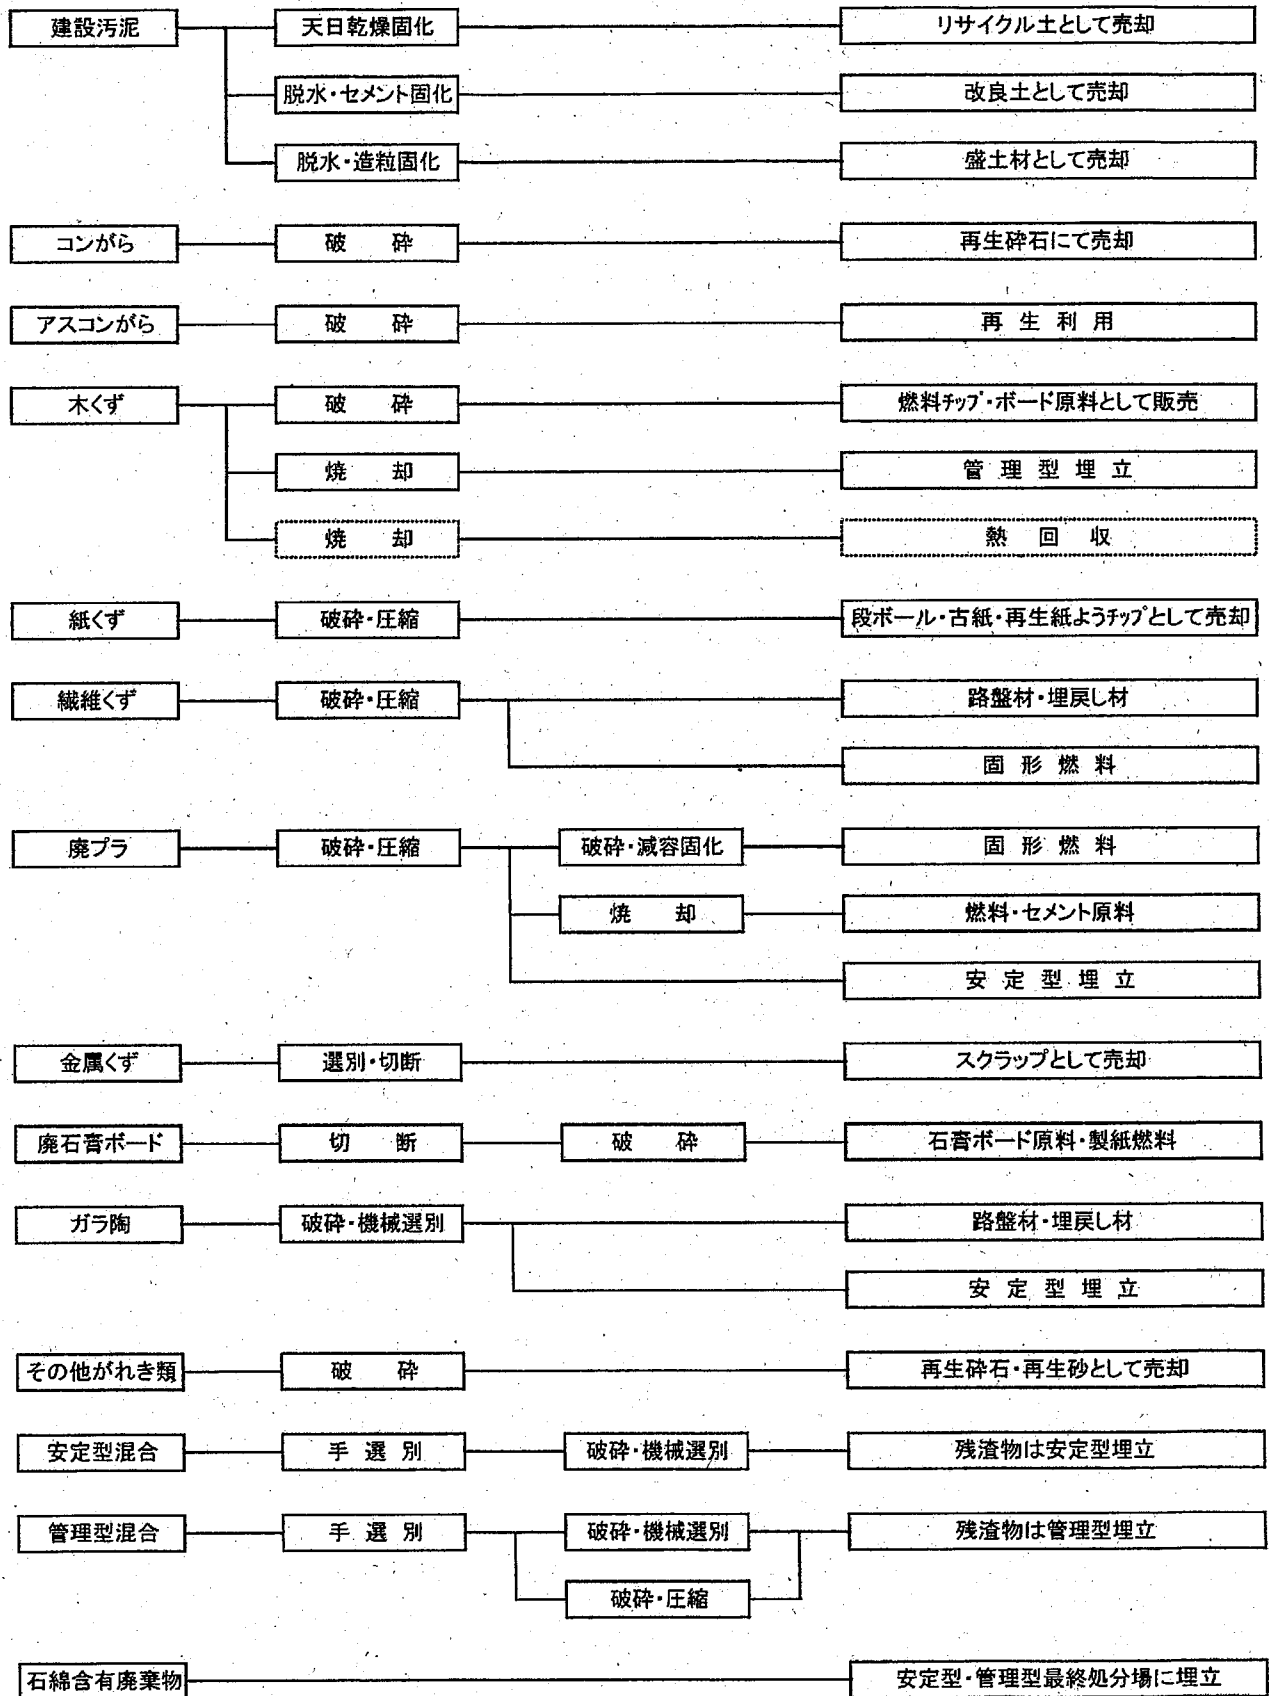 建設汚泥 天日乾燥固化 リサイクル土として売却
脱水・セメント固化 改良土として売却
脱水・造粒固化 盛土材として売却
コンがら 破 砕 再生砕石にて売却
アスコンがら 破 砕 再 生 利 用
木くず 破 砕 燃料チップ・ボード原料として販売
焼 却 管 理 型 埋 立
焼 却 熱 回 収
紙くず 破砕・圧縮 段ボール・古紙・再生紙ようチップとして売却
繊維くず 破砕・圧縮 路盤材・埋戻し材
固 形 燃 料
廃プラ 破砕・圧縮 破砕・減容固化 固 形 燃 料
焼 却 燃料・セメント原料
安 定 型 埋 立
金属くず 選別・切断 スクラップとして売却
廃石膏ボード 切 断 破 砕 石膏ボード原料・製紙燃料
ガラ陶 破砕・機械選別 路盤材・埋戻し材
安 定 型 埋 立
その他がれき類 破 砕 再生砕石・再生砂として売却
安定型混合 手 選 別 破砕・機械選別 残渣物は安定型埋立
管理型混合 手 選 別 破砕・機械選別 残渣物は管理型埋立
破砕・圧縮
石綿含有廃棄物 安定型・管理型最終処分場に埋立